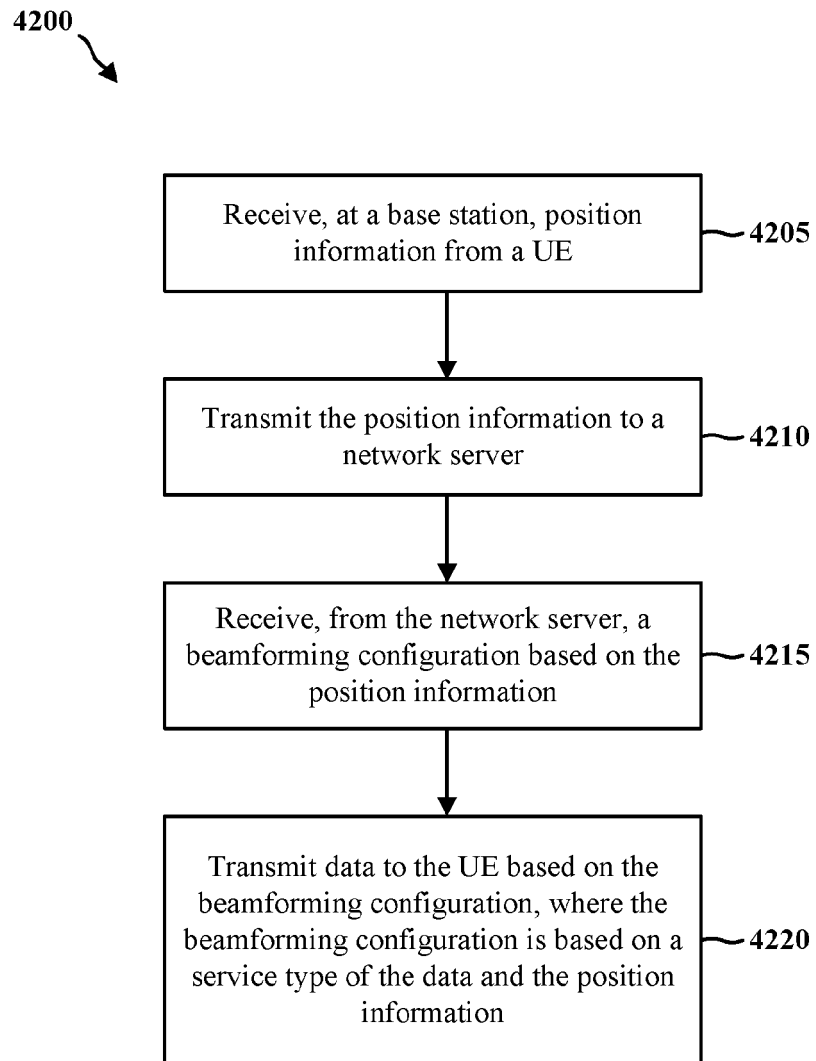 4200
Receive, at a base station, position
information from a UE
4205
Transmit the position information to a
network server
4210
Receive, from the network server, a
beamforming configuration based on the
position information
4215
Transmit data to the UE based on the
beamforming configuration, where the
beamforming configuration is based on a
service type of the data and the position
information
4220